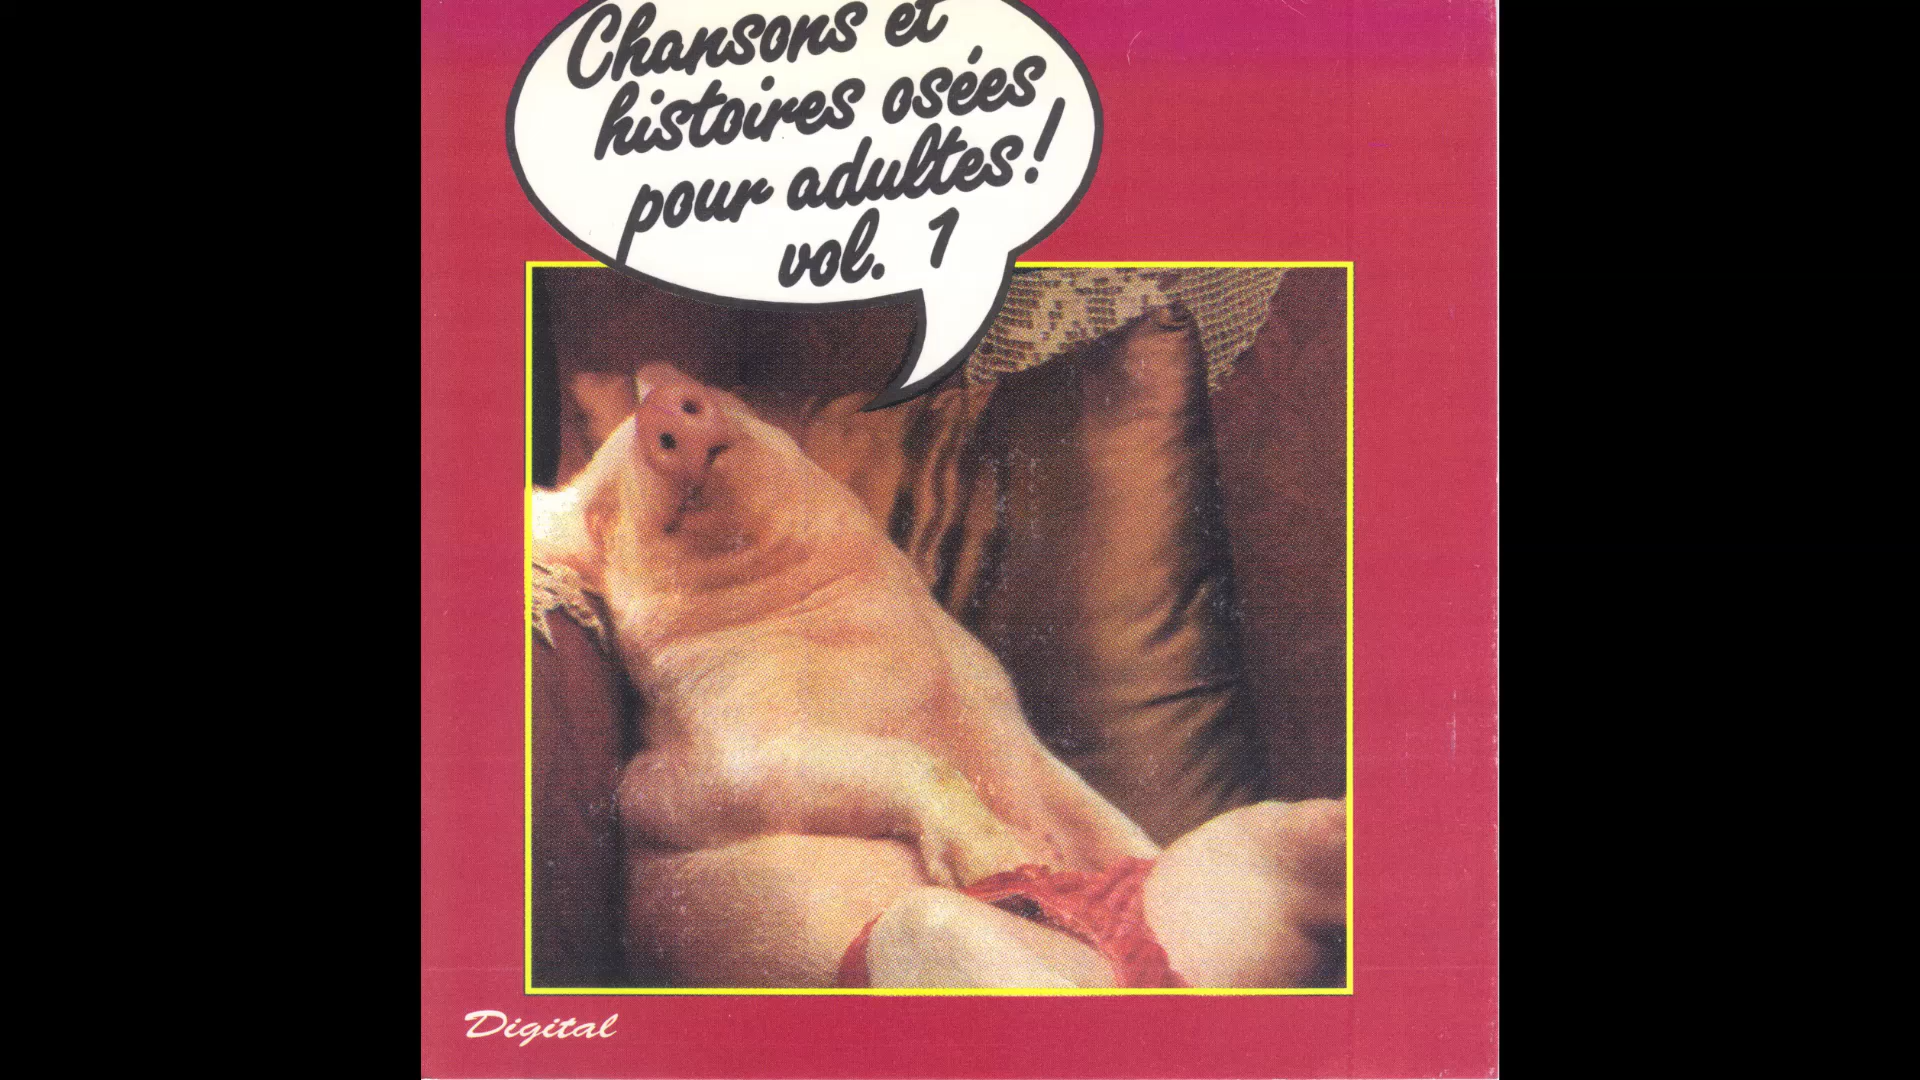 Chansons et
histoires osées
pour adultes!
vol. 1
Digital